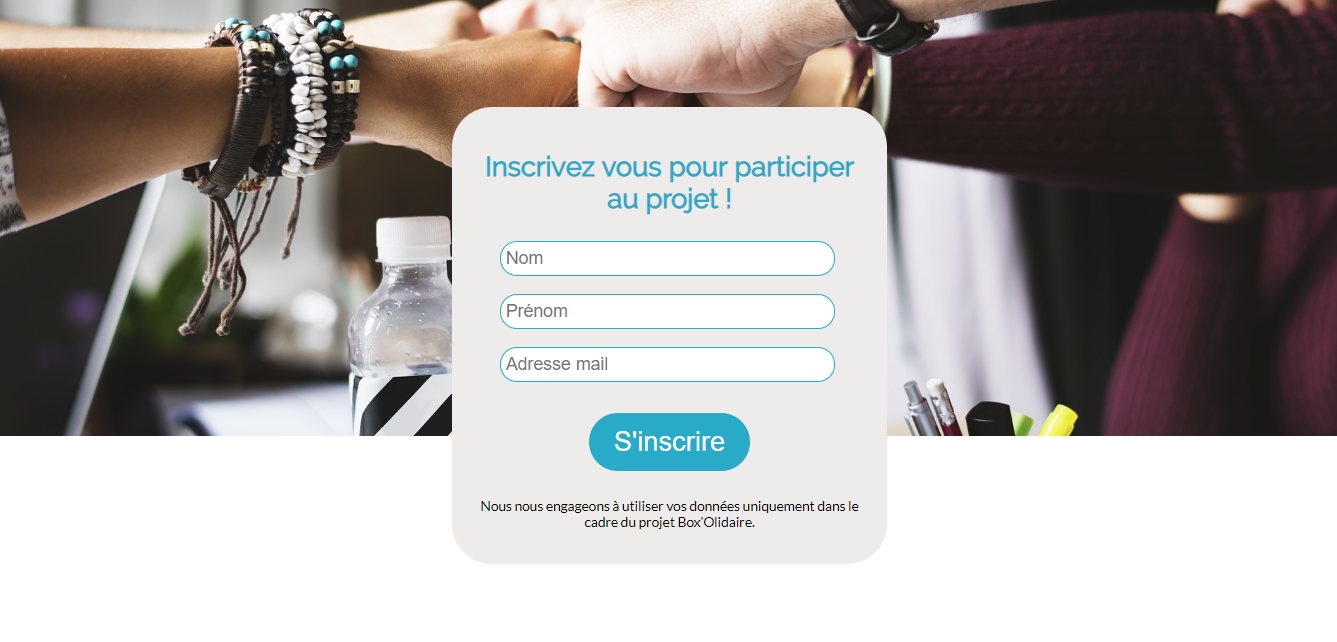 Inscrivez vous pour participer
au projet !
Nom
Prénom
Adresse mail
S'inscrire
Nous nous engageons à utiliser vos données uniquement dans le
cadre du projet Box'Olidaire.